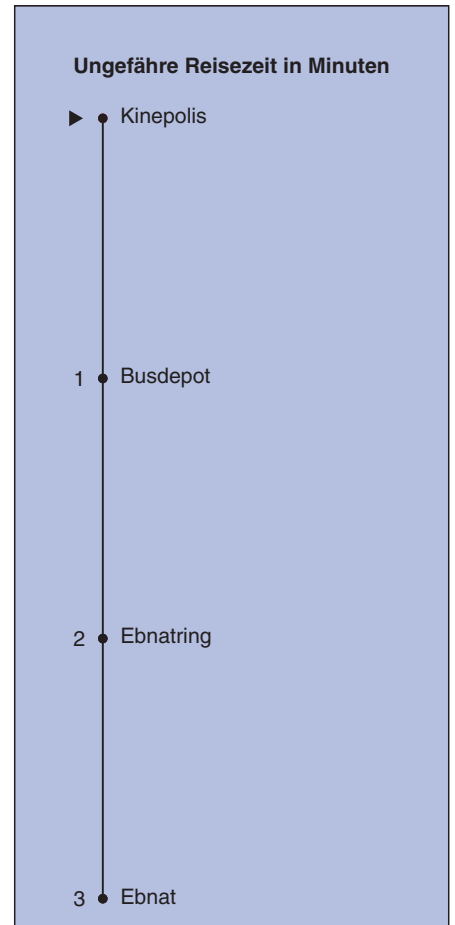 Ungefähre Reisezeit in Minuten
Kinepolis
1 Busdepot
2 Ebnatring
3 Ebnat